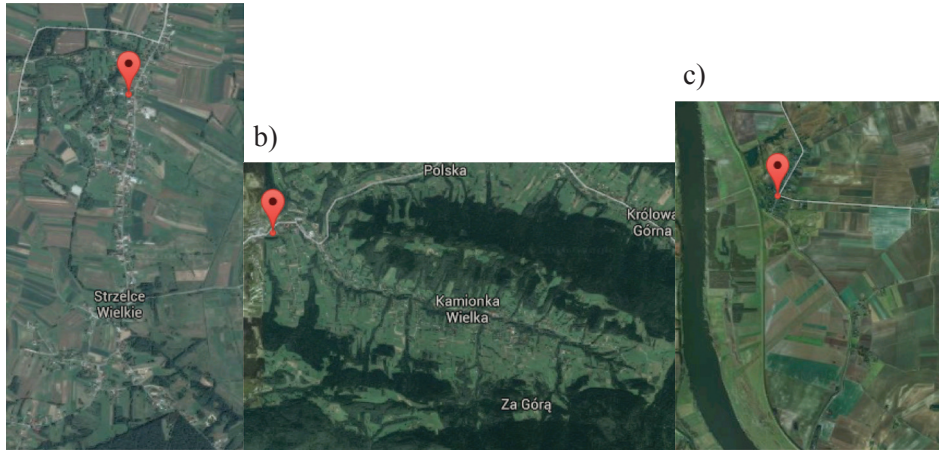 c)
b)
Polska
Królowa
Górna
Strzelce
Wielkie
Kamionka
Wielka
Za Górą